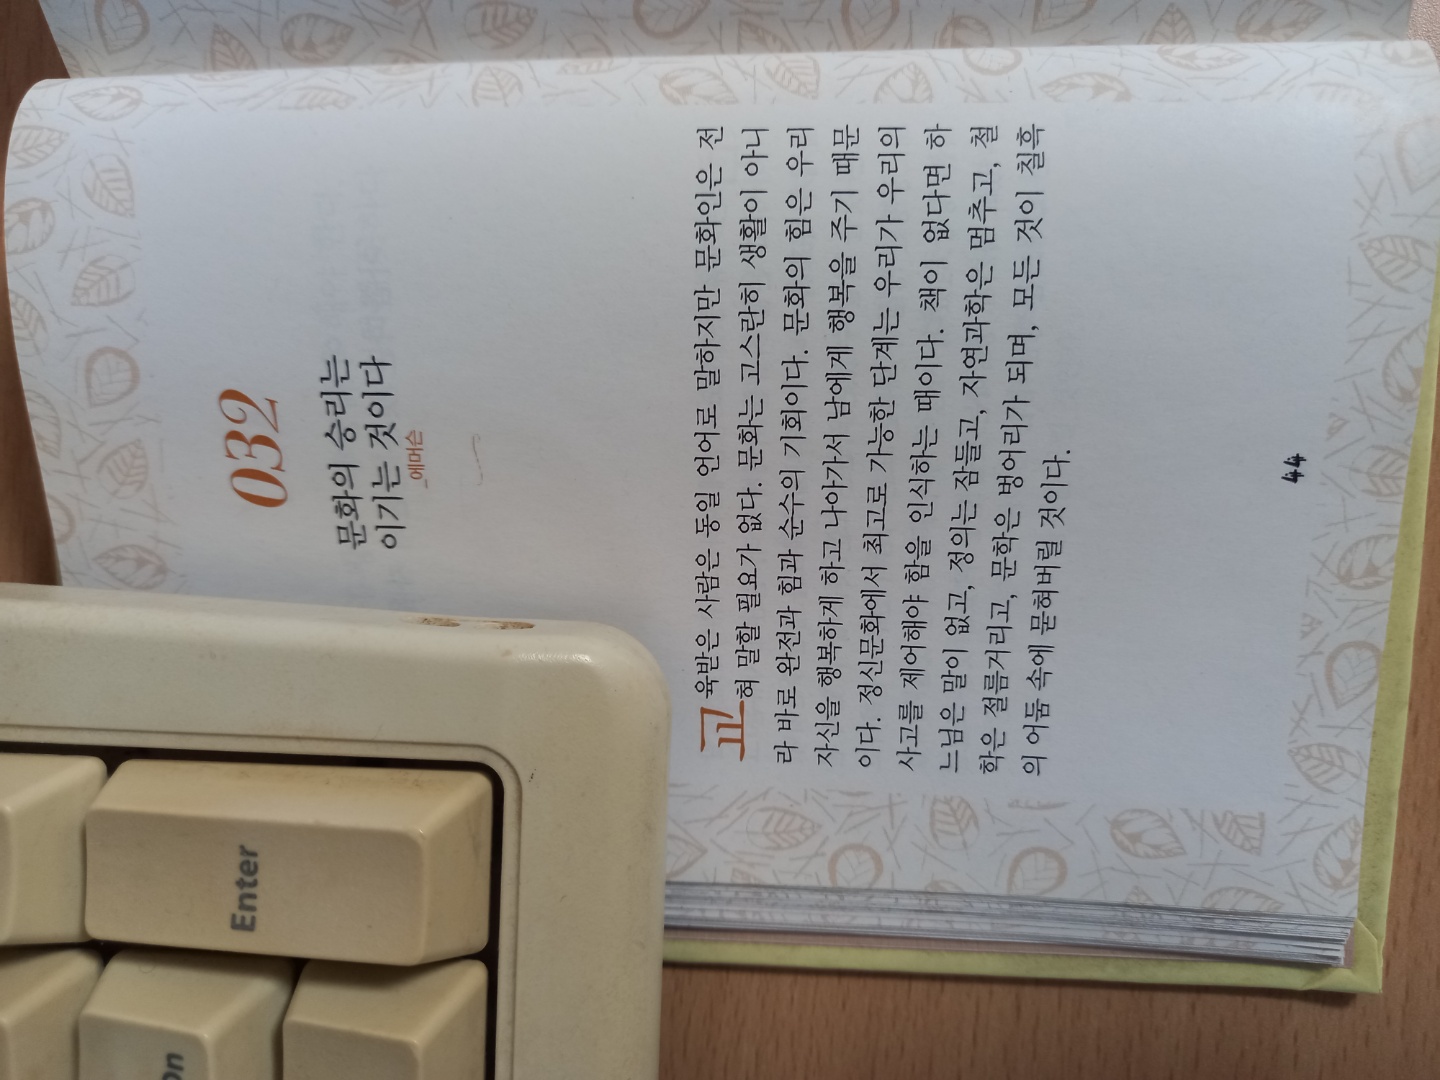 032
문화의 승리는
이기는 것이다
_에머슨
교육받은 사람은 동일 언어로 말하지만 문화인은 전
혀 말할 필요가 없다. 문화는 고스란히 생활이 아니
라 바로 완전과 힘과 순수의 기회이다. 문화의 힘은 우리
자신을 행복하게 하고 나아가서 남에게 행복을 주기 때문
이다. 정신문화에서 최고로 가능한 단계는 우리가 우리의
사고를 제어해야 함을 인식하는 때이다. 책이 없다면 하
느님은 말이 없고, 정의는 잠들고, 자연과학은 멈추고, 철
학은 절름거리고, 문학은 벙어리가 되며, 모든 것이 칠흑
의 어둠 속에 묻혀버릴 것이다.
44
Enter